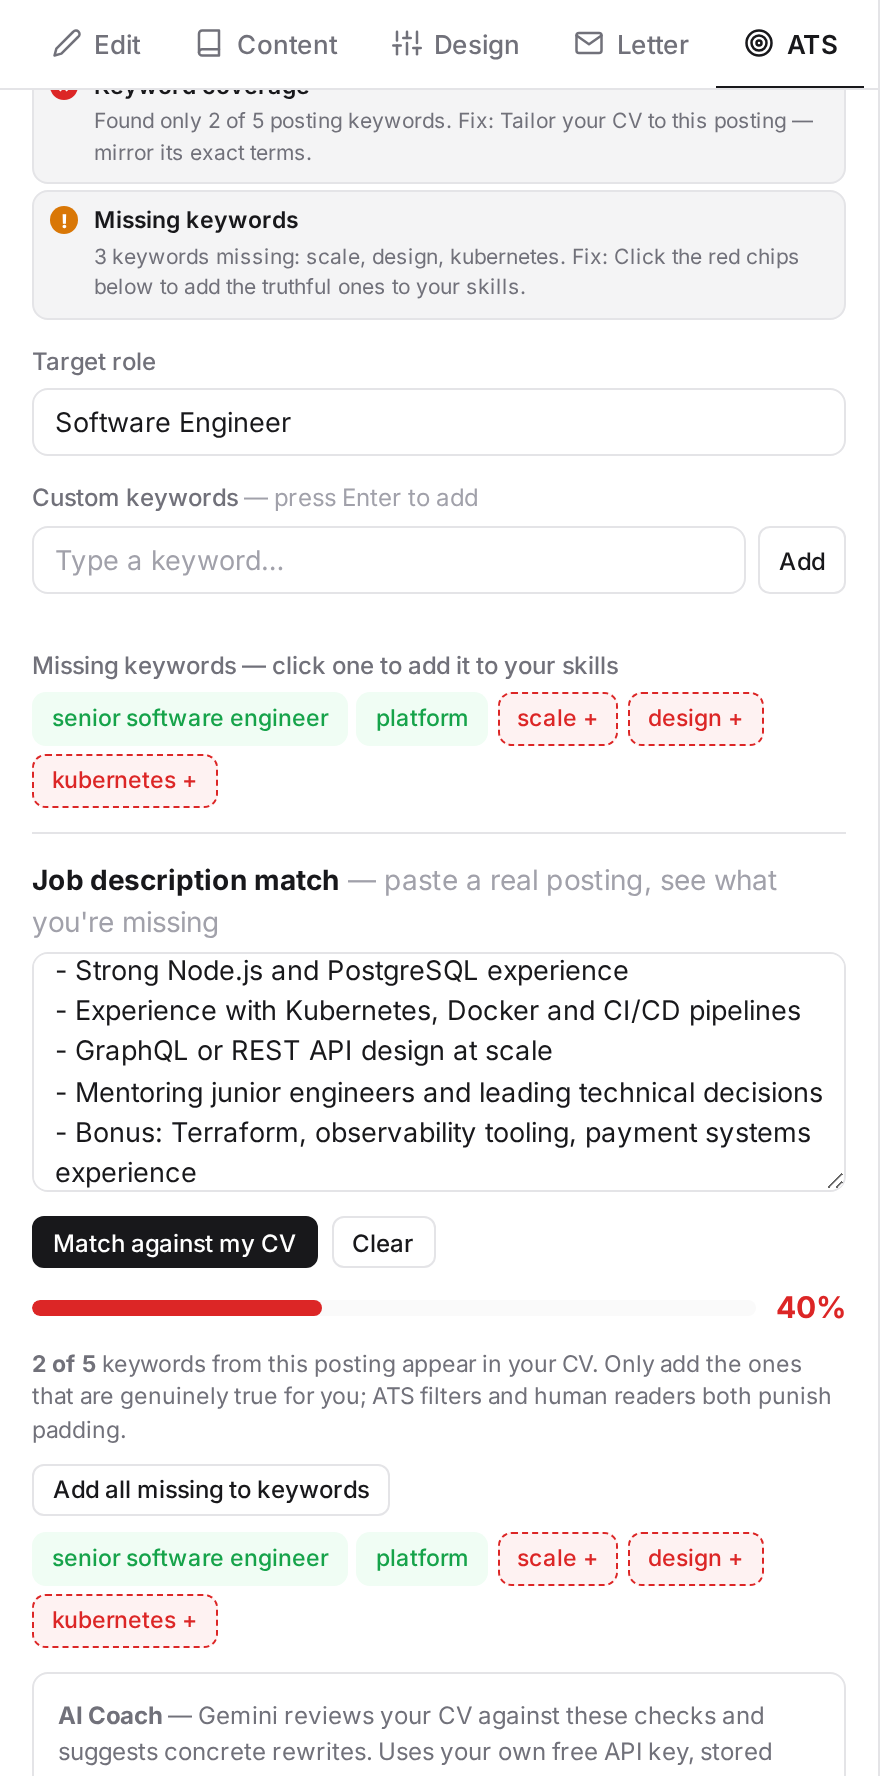 Edit
Content
Design
Letter
ATS
Keyword coverage
Found only 2 of 5 posting keywords. Fix: Tailor your CV to this posting —
mirror its exact terms.
Missing keywords
3 keywords missing: scale, design, kubernetes. Fix: Click the red chips
below to add the truthful ones to your skills.
Target role
Software Engineer
Custom keywords — press Enter to add
Type a keyword...
Add
Missing keywords — click one to add it to your skills
senior software engineer
platform
scale +
design +
kubernetes +
Job description match — paste a real posting, see what
you're missing
- Strong Node.js and PostgreSQL experience
- Experience with Kubernetes, Docker and CI/CD pipelines
- GraphQL or REST API design at scale
- Mentoring junior engineers and leading technical decisions
- Bonus: Terraform, observability tooling, payment systems
experience
Match against my CV
Clear
40%
2 of 5 keywords from this posting appear in your CV. Only add the ones
that are genuinely true for you; ATS filters and human readers both punish
padding.
Add all missing to keywords
senior software engineer
platform
scale +
design +
kubernetes +
AI Coach — Gemini reviews your CV against these checks and
suggests concrete rewrites. Uses your own free API key, stored